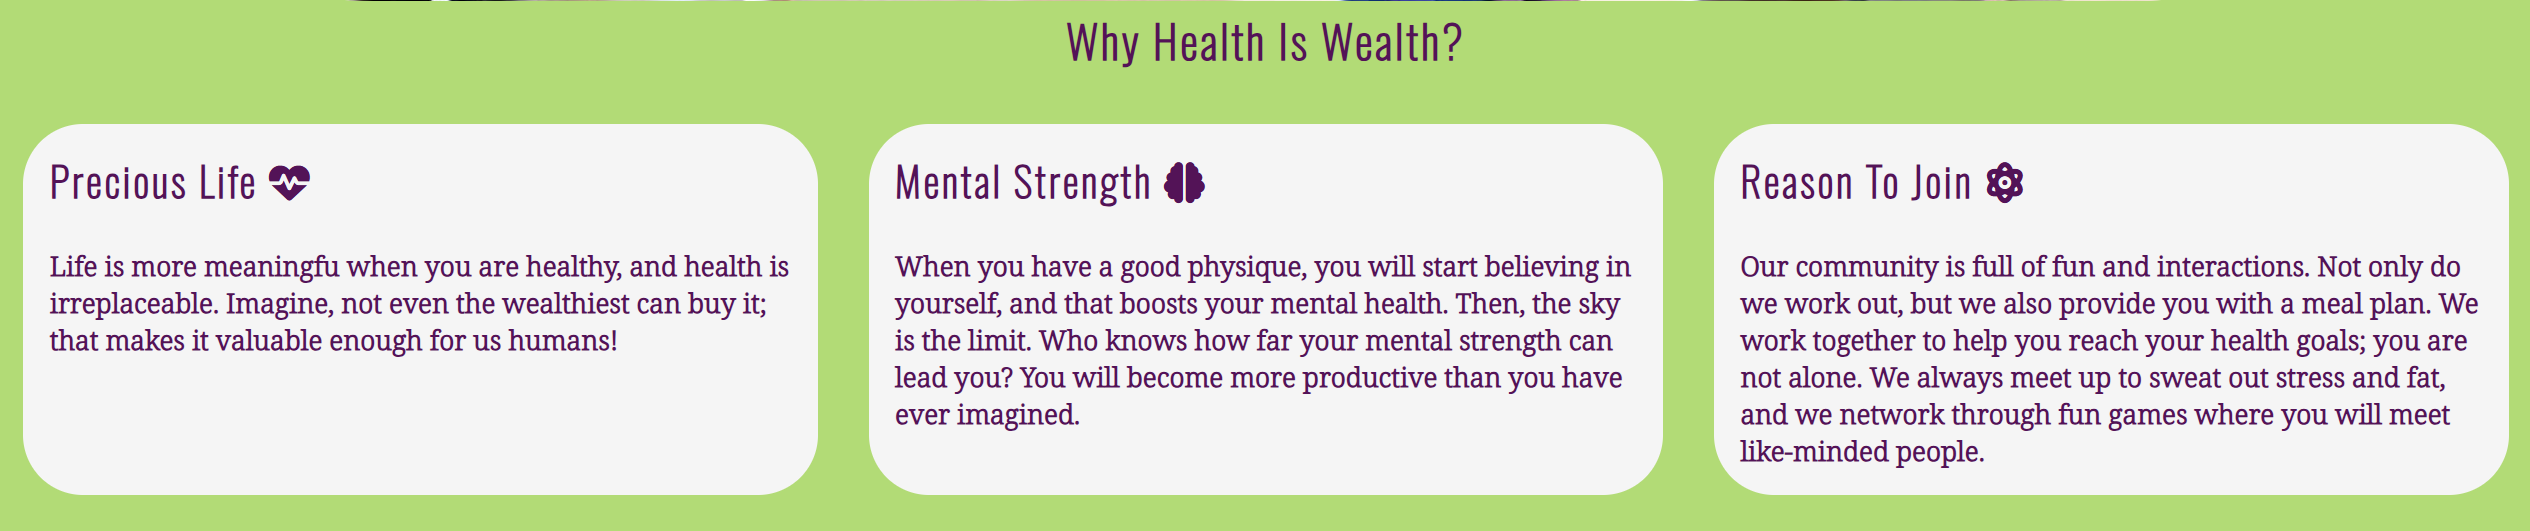 Why Health Is Wealth?
Precious Life
Life is more meaningfu when you are healthy, and health is
irreplaceable. Imagine, not even the wealthiest can buy it;
that makes it valuable enough for us humans!
Mental Strength
When you have a good physique, you will start believing in
yourself, and that boosts your mental health. Then, the sky
is the limit. Who knows how far your mental strength can
lead you? You will become more productive than you have
ever imagined.
Reason To Join
Our community is full of fun and interactions. Not only do
we work out, but we also provide you with a meal plan. We
work together to help you reach your health goals; you are
not alone. We always meet up to sweat out stress and fat,
and we network through fun games where you will meet
like-minded people.